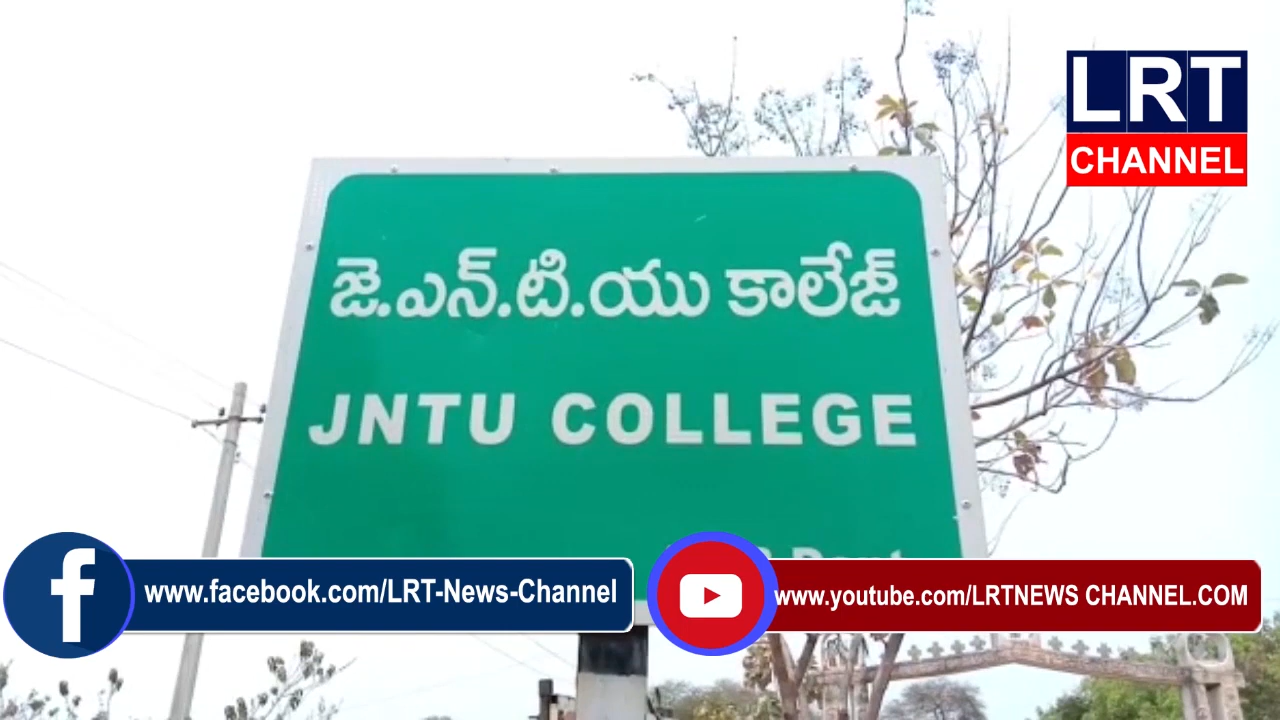 LRT
CHANNEL
జె.ఎన్.టి.యు కాలేజ్
JNTU COLLEGE
www.facebook.com/LRT-News-Channel
www.youtube.com/LRTNEWS CHANNEL.COM